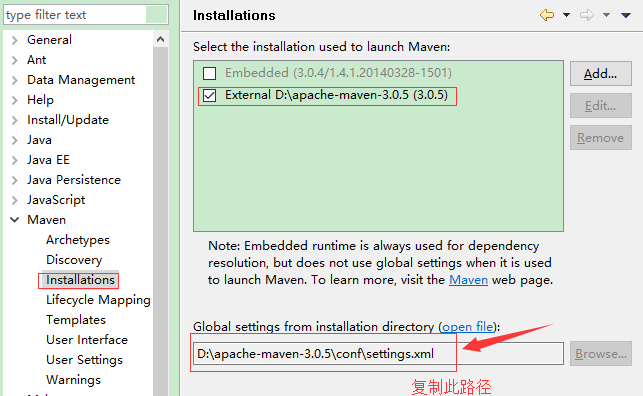 type filter text
General
Ant
Data Management
Help
Install/Update
Java
Java EE
Java Persistence
JavaScript
Maven
Archetypes
Discovery
Installations
Lifecycle Mapping
Templates
User Interface
User Settings
Warnings
Installations
Select the installation used to launch Maven:
Embedded (3.0.4/1.4.1.20140328-1501)
External D:\apache-maven-3.0.5 (3.0.5)
Add...
Edit...
Remove
Note: Embedded runtime is always used for dependency
resolution, but does not use global settings when it is used
to launch Maven. To learn more, visit the Maven web page.
Global settings from installation directory (open file):
D:\apache-maven-3.0.5\conf\settings.xml
Browse...
复制此路径